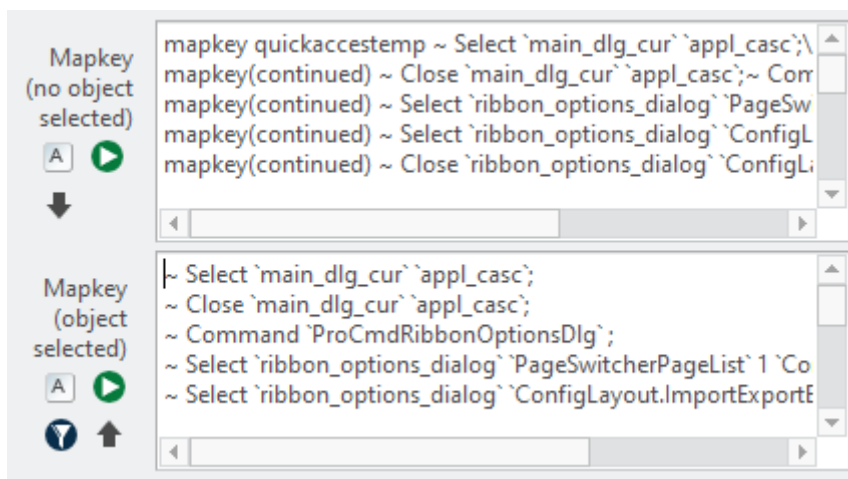 Mapkey
(no object
selected)
A
mapkey quickaccestemp ~ Select `main_dlg_cur` `appl_casc`;\
mapkey(continued) ~ Close `main_dlg_cur` `appl_casc`;~ Com
mapkey(continued) ~ Select `ribbon_options_dialog` `PageSw
mapkey(continued) ~ Select `ribbon_options_dialog` `ConfigL
mapkey(continued) ~ Close `ribbon_options_dialog` `ConfigLa
Mapkey
(object
selected)
A
~ Select `main_dlg_cur` `appl_casc`;
~ Close `main_dlg_cur` `appl_casc`;
~ Command `ProCmdRibbonOptionsDlg` ;
~ Select `ribbon_options_dialog` `PageSwitcherPageList` 1 `Co
~ Select `ribbon_options_dialog` `ConfigLayout.ImportExportE